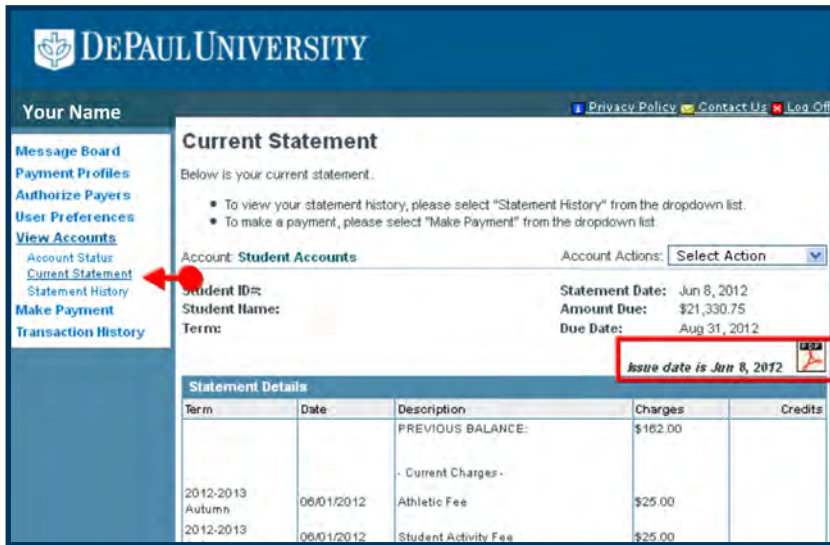 DEPAUL UNIVERSITY
Your Name
Privacy Policy Contact Us Log Off
Message Board
Payment Profiles
Authorize Payers
User Preferences
View Accounts
Account Status
Current Statement
Statement History
Make Payment
Transaction History
Current Statement
Below is your current statement.
• To view your statement history, please select "Statement History" from the dropdown list.
• To make a payment, please select "Make Payment" from the dropdown list.
Account: Student Accounts Account Actions: Select Action
Student ID#: Statement Date: Jun 8, 2012
Student Name: Amount Due: $21,330.75
Term: Due Date: Aug 31, 2012
Issue date is Jun 8, 2012 PDF
Statement Details
Term Date Description Charges Credits
PREVIOUS BALANCE: $162.00
- Current Charges -
2012-2013
Autumn 06/01/2012 Athletic Fee $25.00
2012-2013
06/01/2012 Student Activity Fee $25.00